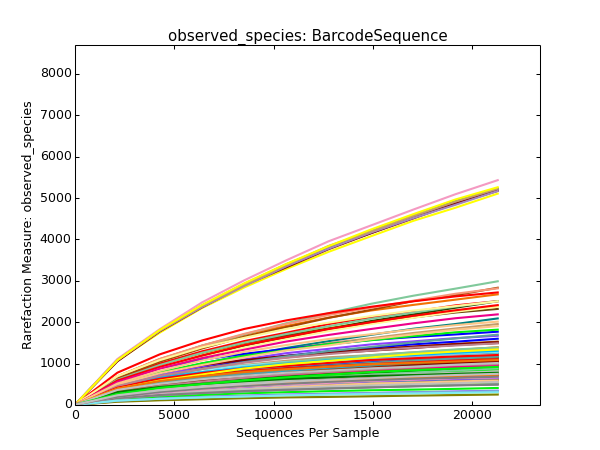 observed_species: BarcodeSequence
8000
7000
6000
5000
4000
3000
2000
1000
0
Rarefaction Measure: observed_species
0 5000 10000 15000 20000
Sequences Per Sample